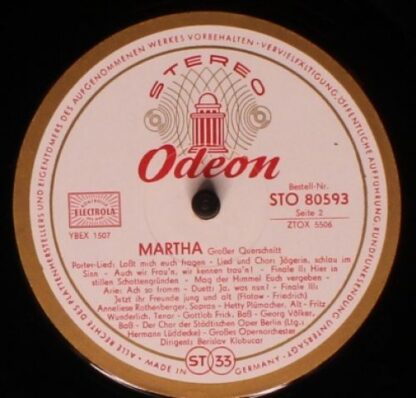 ALLE RECHTE DES PLATTENHERSTELLERS UND EIGENTÜMERS DES AUFGENOMMENEN WERKES VORBEHALTEN · VERVIELFÄLTIGUNG, ÖFFENTLICHE AUFFÜHRUNG, RUNDFUNKSENDUNG UNTERSAGT
STEREO
Odeon
ELECTROLA
YBEX 1507
Bestell-Nr.
STO 80593
Seite 2
ZTOX 5506
MARTHA Großer Querschnitt
Porter-Lied: Laßt mich euch fragen - Lied und Chor: Jägerin, schlau im
Sinn - Auch wir Frau'n, wir kennen trau'n! - Finale II: Hier in
stillen Schattengründen - Mag der Himmel Euch vergeben -
Arie: Ach so fromm - Duett: Ja, was nun! - Finale III:
Jetzt ihr Freunde jung und alt (Flotow - Friedrich)
Anneliese Rothenberger, Sopran - Hetty Plümacher, Alt - Fritz
Wunderlich, Tenor - Gottlob Frick, Baß - Georg Völker,
Baß - Der Chor der Städtischen Oper Berlin (Ltg.:
Hermann Lüddecke) - Großes Opernorchester
Dirigent: Berislav Klobucar
ST 33
MADE IN GERMANY